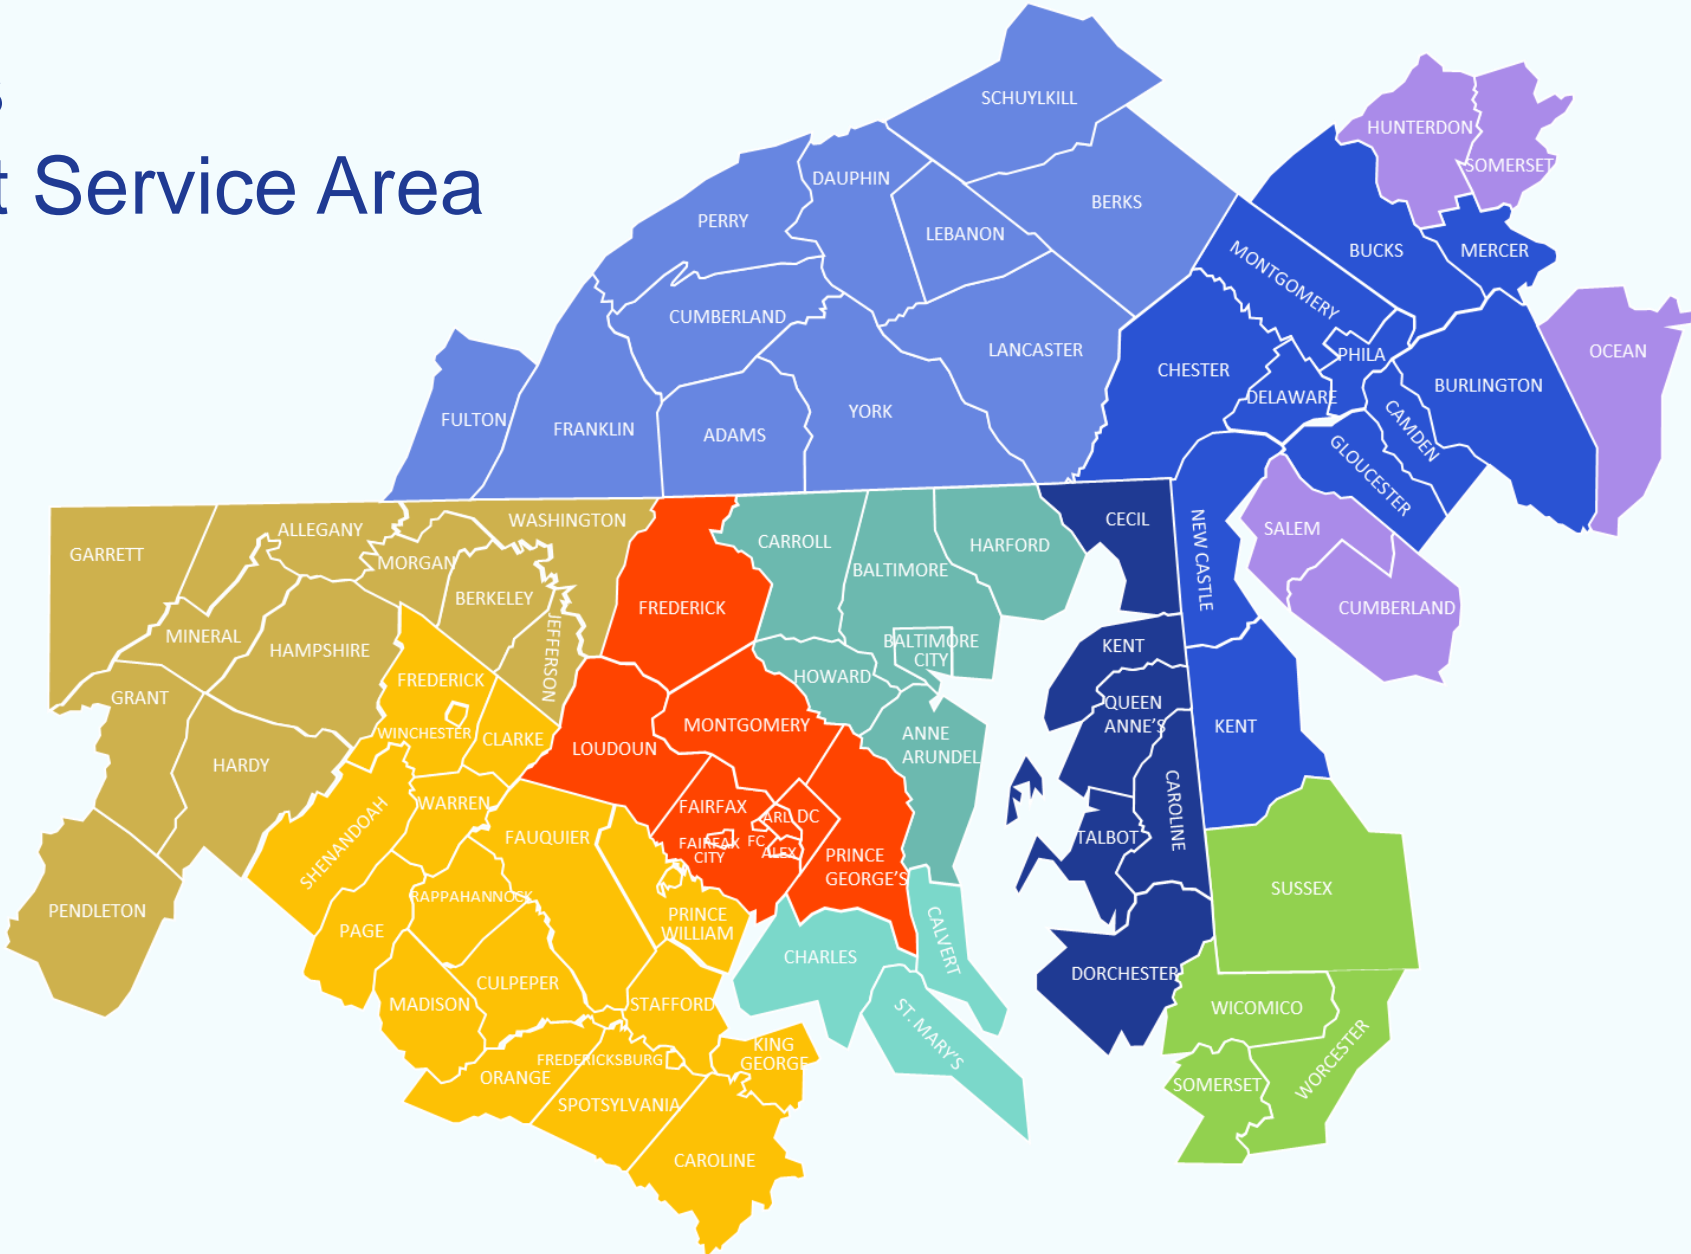 s
t Service Area
SCHUYLKILL
HUNTERDON
SOMERSET
DAUPHIN
BERKS
PERRY
LEBANON
BUCKS
MERCER
MONTGOMERY
CUMBERLAND
LANCASTER
PHILA
OCEAN
CHESTER
DELAWARE
BURLINGTON
CAMDEN
GLOUCESTER
FULTON
FRANKLIN
ADAMS
YORK
GARRETT
ALLEGANY
WASHINGTON
MORGAN
BERKELEY
JEFFERSON
CARROLL
BALTIMORE
HARFORD
CECIL
NEW CASTLE
SALEM
CUMBERLAND
MINERAL
HAMPSHIRE
FREDERICK
BALTIMORE
CITY
HOWARD
KENT
GRANT
FREDERICK
WINCHESTER
CLARKE
LOUDOUN
MONTGOMERY
ANNE
ARUNDEL
QUEEN
ANNE'S
KENT
HARDY
SHENANDOAH
WARREN
FAUQUIER
FAIRFAX
ARL
DC
FAIRFAX
CITY
FC
ALEX
PRINCE
GEORGE'S
TALBOT
CAROLINE
SUSSEX
PENDLETON
PAGE
RAPPAHANNOCK
PRINCE
WILLIAM
CHARLES
CALVERT
DORCHESTER
MADISON
CULPEPER
STAFFORD
ST. MARY'S
WICOMICO
WORCESTER
SOMERSET
ORANGE
FREDERICKSBURG
KING
GEORGE
SPOTSYLVANIA
CAROLINE